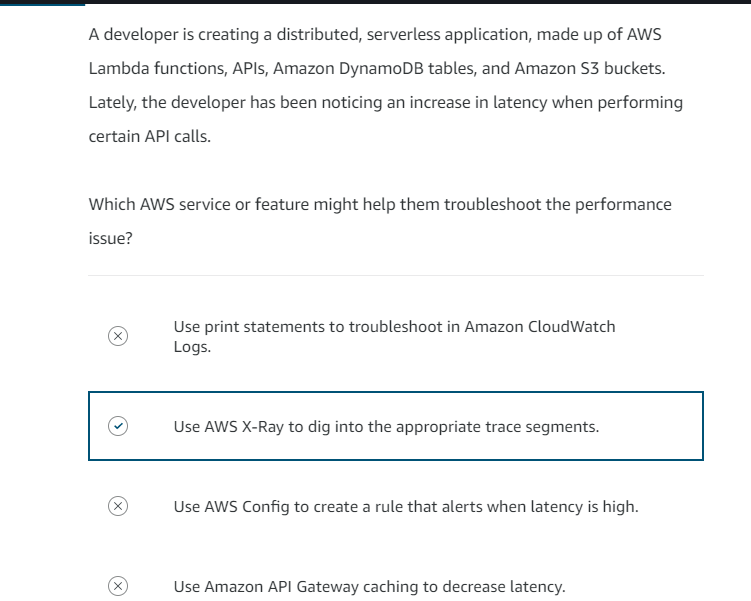 A developer is creating a distributed, serverless application, made up of AWS
Lambda functions, APIs, Amazon DynamoDB tables, and Amazon S3 buckets.
Lately, the developer has been noticing an increase in latency when performing
certain API calls.
Which AWS service or feature might help them troubleshoot the performance
issue?
Use print statements to troubleshoot in Amazon CloudWatch
Logs.
Use AWS X-Ray to dig into the appropriate trace segments.
Use AWS Config to create a rule that alerts when latency is high.
Use Amazon API Gateway caching to decrease latency.